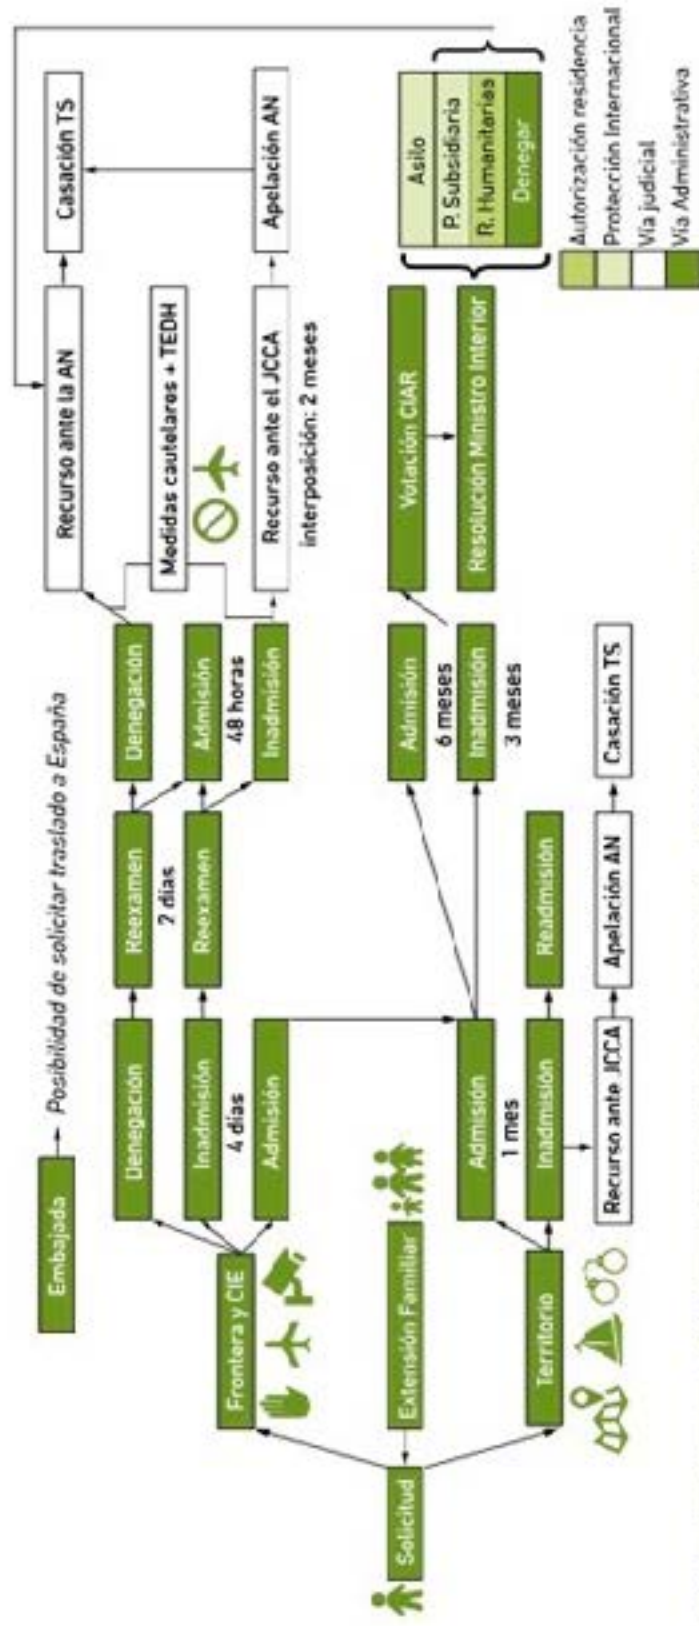 Embajada
Posibilidad de solicitar traslado a España
Solicitud
Extensión Familiar
Frontera y CIE
Denegación
Inadmisión
4 días
Admisión
Reexamen
2 días
Reexamen
Denegación
Admisión
48 horas
Inadmisión
Recurso ante la AN
Casación TS
Medidas cautelares + TEDH
Recurso ante el JCCA
interposición: 2 meses
Apelación AN
Territorio
Admisión
1 mes
Inadmisión
Readmisión
Recurso ante JCCA
Apelación AN
Casación TS
Admisión
6 meses
Inadmisión
3 meses
Votación CIAR
Resolución Ministro Interior
Asilo
P. Subsidiaria
R. Humanitarias
Denegar
Autorización residencia
Protección Internacional
Vía judicial
Vía Administrativa